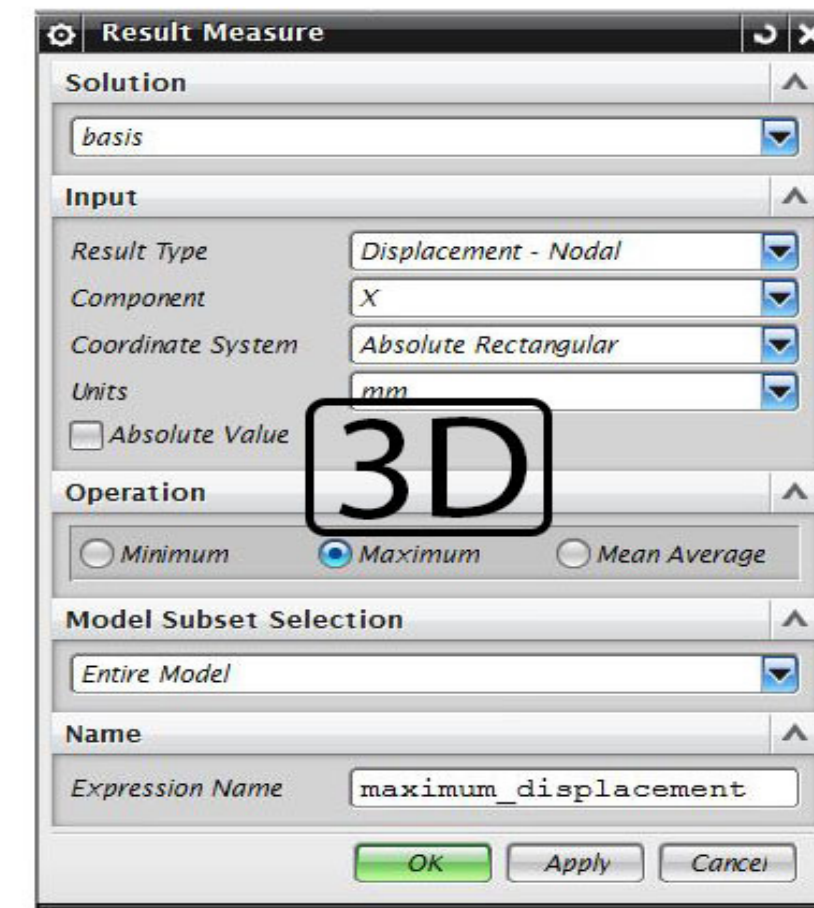 Result Measure
Solution
basis
Input
Result Type Displacement - Nodal
Component X
Coordinate System Absolute Rectangular
Units mm
Absolute Value
3D
Operation
Minimum Maximum Mean Average
Model Subset Selection
Entire Model
Name
Expression Name maximum_displacement
OK Apply Cancel